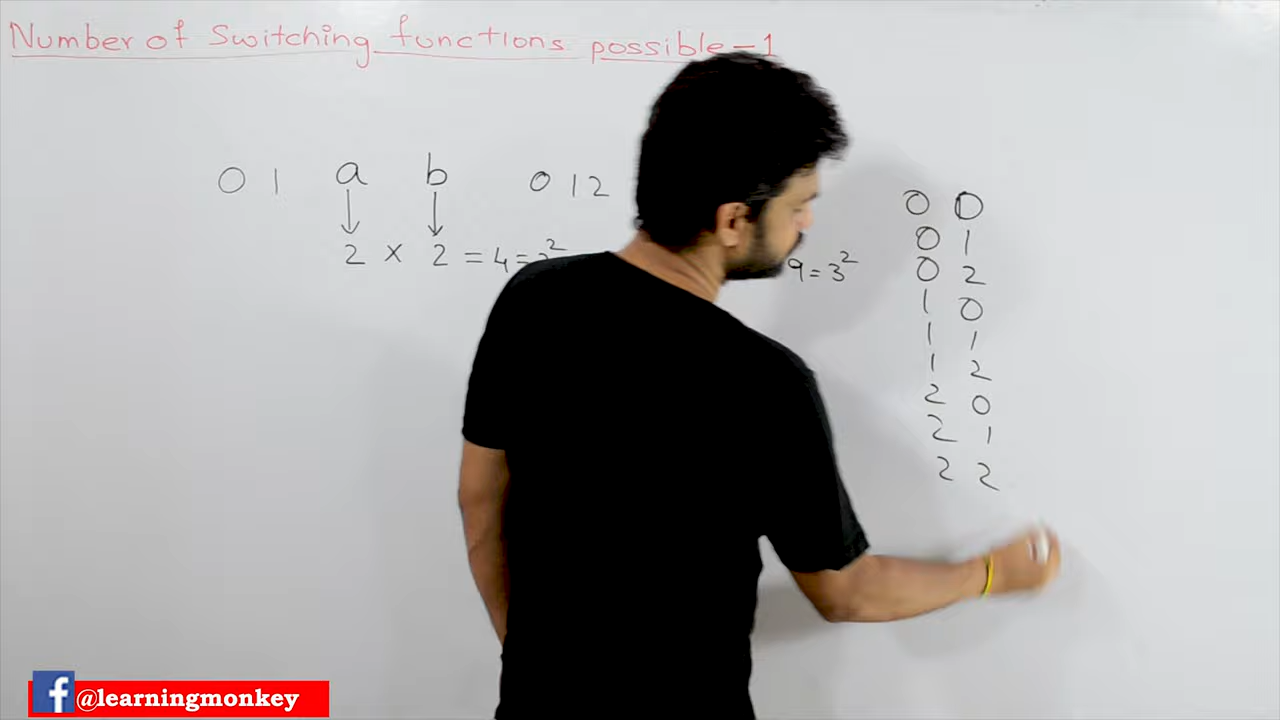 Number of Switching functions possible-1
0 1 a b 0 1 2
2 x 2 = 4 = 2² 9 = 3²
0 0
0 1
0 2
1 0
1 1
1 2
2 0
2 1
2 2
@learningmonkey